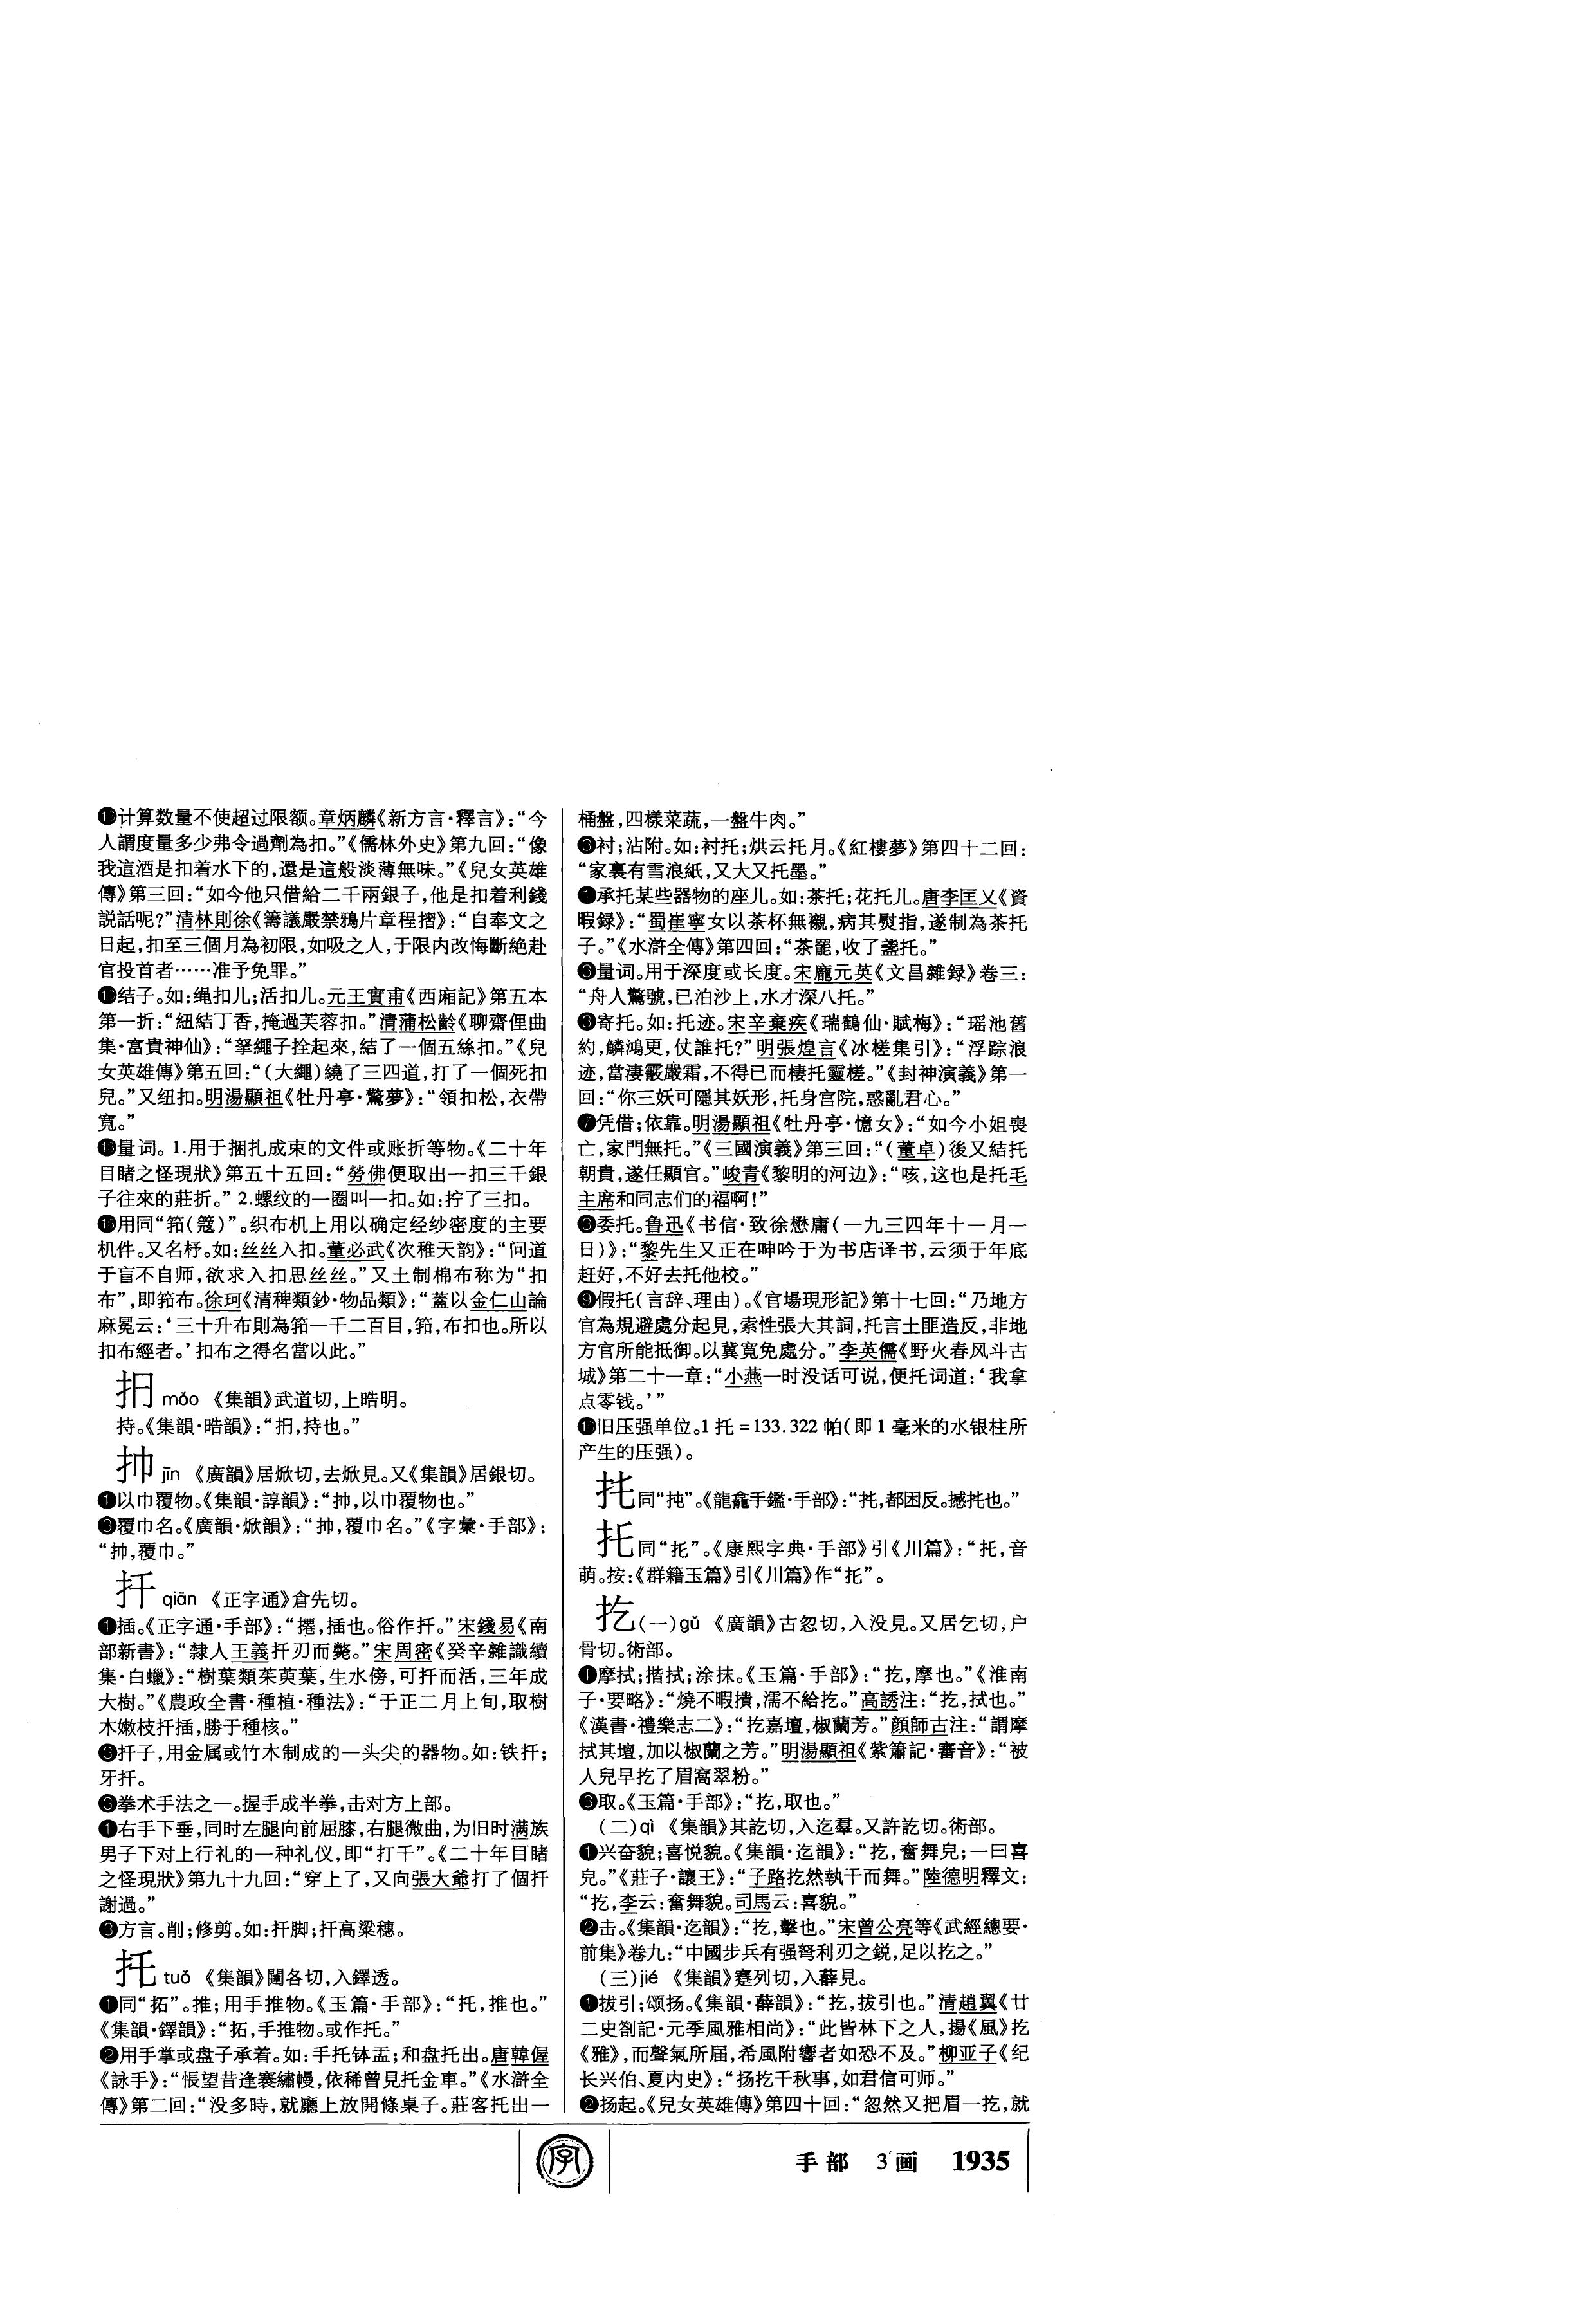 ❶计算数量不使超过限额。章炳麟《新方言·釋言》：“今
人謂度量多少弗令過劑為扣。”《儒林外史》第九回：“像
我這酒是扣着水下的，還是這般淡薄無味。”《兒女英雄
傳》第三回：“如今他只借給二千兩銀子，他是扣着利錢
説話呢？”清林則徐《籌議嚴禁鴉片章程摺》：“自奉文之
日起，扣至三個月為初限，如吸之人，于限内改悔斷絶赴
官投首者……准予免罪。”
结子。如：绳扣儿；活扣儿。元王實甫《西廂記》第五本
第一折：“紐結丁香，掩過芙蓉扣。”清蒲松齡《聊齋俚曲
集·富貴神仙》：“拏繩子拴起來，結了一個五絲扣。”《兒
女英雄傳》第五回：“（大繩）繞了三四道，打了一個死扣
兒。”又纽扣。明湯顯祖《牡丹亭·驚夢》：“領扣松，衣帶
寬。”
量词。1.用于捆扎成束的文件或账折等物。《二十年
目睹之怪現狀》第五十五回：“勞佛便取出一扣三千銀
子往來的莊折。”2.螺纹的一圈叫一扣。如：拧了三扣。
用同“筘（簆）”。织布机上用以确定经纱密度的主要
机件。又名杼。如：丝丝入扣。董必武《次稚天韵》：“问道
于盲不自师，欲求入扣思丝丝。”又土制棉布称为“扣
布”，即筘布。徐珂《清稗類鈔·物品類》：“蓋以金仁山論
麻冕云：‘三十升布則為筘一千二百目，筘，布扣也。所以
扣布經者。’扣布之得名當以此。”
抈 mǎo 《集韻》武道切，上晧明。
持。《集韻·晧韻》：“，持也。”
jīn 《廣韻》居焮切，去焮見。又《集韻》居銀切。
❶以巾覆物。《集韻·諄韻》：“，以巾覆物也。”
❸覆巾名。《廣韻·焮韻》：“，覆巾名。”《字彙·手部》：
“，覆巾。”
扦 qiān 《正字通》倉先切。
❶插。《正字通·手部》：“㩷，插也。俗作扦。”宋錢易《南
部新書》：“隸人王義扦刃而斃。”宋周密《癸辛雜識續
集·白蠟》：“樹葉類茱萸葉，生水傍，可扦而活，三年成
大樹。”《農政全書·種植·種法》：“于正二月上旬，取樹
木嫩枝扦插，勝于種核。”
❸扦子，用金属或竹木制成的一头尖的器物。如：铁扦；
牙扦。
❸拳术手法之一。握手成半拳，击对方上部。
❶右手下垂，同时左腿向前屈膝，右腿微曲，为旧时满族
男子下对上行礼的一种礼仪，即“打千”。《二十年目睹
之怪現狀》第九十九回：“穿上了，又向張大爺打了個扦
謝過。”
❸方言。削；修剪。如：扦脚；扦高粱穗。
托 tuō 《集韻》闥各切，入鐸透。
❶同“拓”。推；用手推物。《玉篇·手部》：“托，推也。”
《集韻·鐸韻》：“拓，手推物。或作托。”
❷用手掌或盘子承着。如：手托钵盂；和盘托出。唐韓偓
《詠手》：“悵望昔逢褰繡幔，依稀曾見托金車。”《水滸全
傳》第二回：“没多時，就廳上放開條桌子。莊客托出一
桶盤，四樣菜蔬，一盤牛肉。”
❸衬；沾附。如：衬托；烘云托月。《紅樓夢》第四十二回：
“家裏有雪浪紙，又大又托墨。”
❶承托某些器物的座儿。如：茶托；花托儿。唐李匡乂《資
暇録》：“蜀崔寧女以茶杯無襯，病其熨指，遂制為茶托
子。”《水滸全傳》第四回：“茶罷，收了盞托。”
❸量词。用于深度或长度。宋龐元英《文昌雜録》卷三：
“舟人驚號，已泊沙上，水才深八托。”
❸寄托。如：托迹。宋辛棄疾《瑞鶴仙·賦梅》：“瑶池舊
約，鱗鴻更，仗誰托？”明張煌言《冰槎集引》：“浮踪浪
迹，當淒霰嚴霜，不得已而棲托靈槎。”《封神演義》第一
回：“你三妖可隱其妖形，托身宫院，惑亂君心。”
❼凭借；依靠。明湯顯祖《牡丹亭·憶女》：“如今小姐喪
亡，家門無托。”《三國演義》第三回：“（董卓）後又結托
朝貴，遂任顯官。”峻青《黎明的河边》：“咳，这也是托毛
主席和同志们的福啊！”
❸委托。鲁迅《书信·致徐懋庸（一九三四年十一月一
日）》：“黎先生又正在呻吟于为书店译书，云须于年底
赶好，不好去托他校。”
❾假托（言辞、理由）。《官場現形記》第十七回：“乃地方
官為規避處分起見，索性張大其詞，托言土匪造反，非地
方官所能抵御。以冀寬免處分。”李英儒《野火春风斗古
城》第二十一章：“小燕一时没话可说，便托词道：‘我拿
点零钱。’”
旧压强单位。1托＝133.322帕（即1毫米的水银柱所
产生的压强）。
同“扽”。《龍龕手鑑·手部》：“，都困反。撼也。”
同“”。《康熙字典·手部》引《川篇》：“，音
萌。按：《群籍玉篇》引《川篇》作“”。
扢（一）gǔ 《廣韻》古忽切，入没見。又居乞切，户
骨切。術部。
❶摩拭；揩拭；涂抹。《玉篇·手部》：“扢，摩也。”《淮南
子·要略》：“燒不暇撌，濡不給扢。”高誘注：“扢，拭也。”
《漢書·禮樂志二》：“扢嘉壇，椒蘭芳。”顔師古注：“謂摩
拭其壇，加以椒蘭之芳。”明湯顯祖《紫簫記·審音》：“被
人兒早扢了眉窩翠粉。”
❸取。《玉篇·手部》：“扢，取也。”
（二）qì 《集韻》其訖切，入迄羣。又許訖切。術部。
❶兴奋貌；喜悦貌。《集韻·迄韻》：“扢，奮舞皃；一曰喜
皃。”《莊子·讓王》：“子路扢然執干而舞。”陸德明釋文：
“扢，李云：奮舞貌。司馬云：喜貌。”
❷击。《集韻·迄韻》：“扢，擊也。”宋曾公亮等《武經總要·
前集》卷九：“中國步兵有强弩利刃之鋭，足以扢之。”
（三）jié 《集韻》蹇列切，入薛見。
❶拔引；颂扬。《集韻·薛韻》：“扢，拔引也。”清趙翼《廿
二史劄記·元季風雅相尚》：“此皆林下之人，揚《風》扢
《雅》，而聲氣所届，希風附響者如恐不及。”柳亚子《纪
长兴伯、夏内史》：“扬扢千秋事，如君信可师。”
❷扬起。《兒女英雄傳》第四十回：“忽然又把眉一扢，就
字
手部 3画 1935